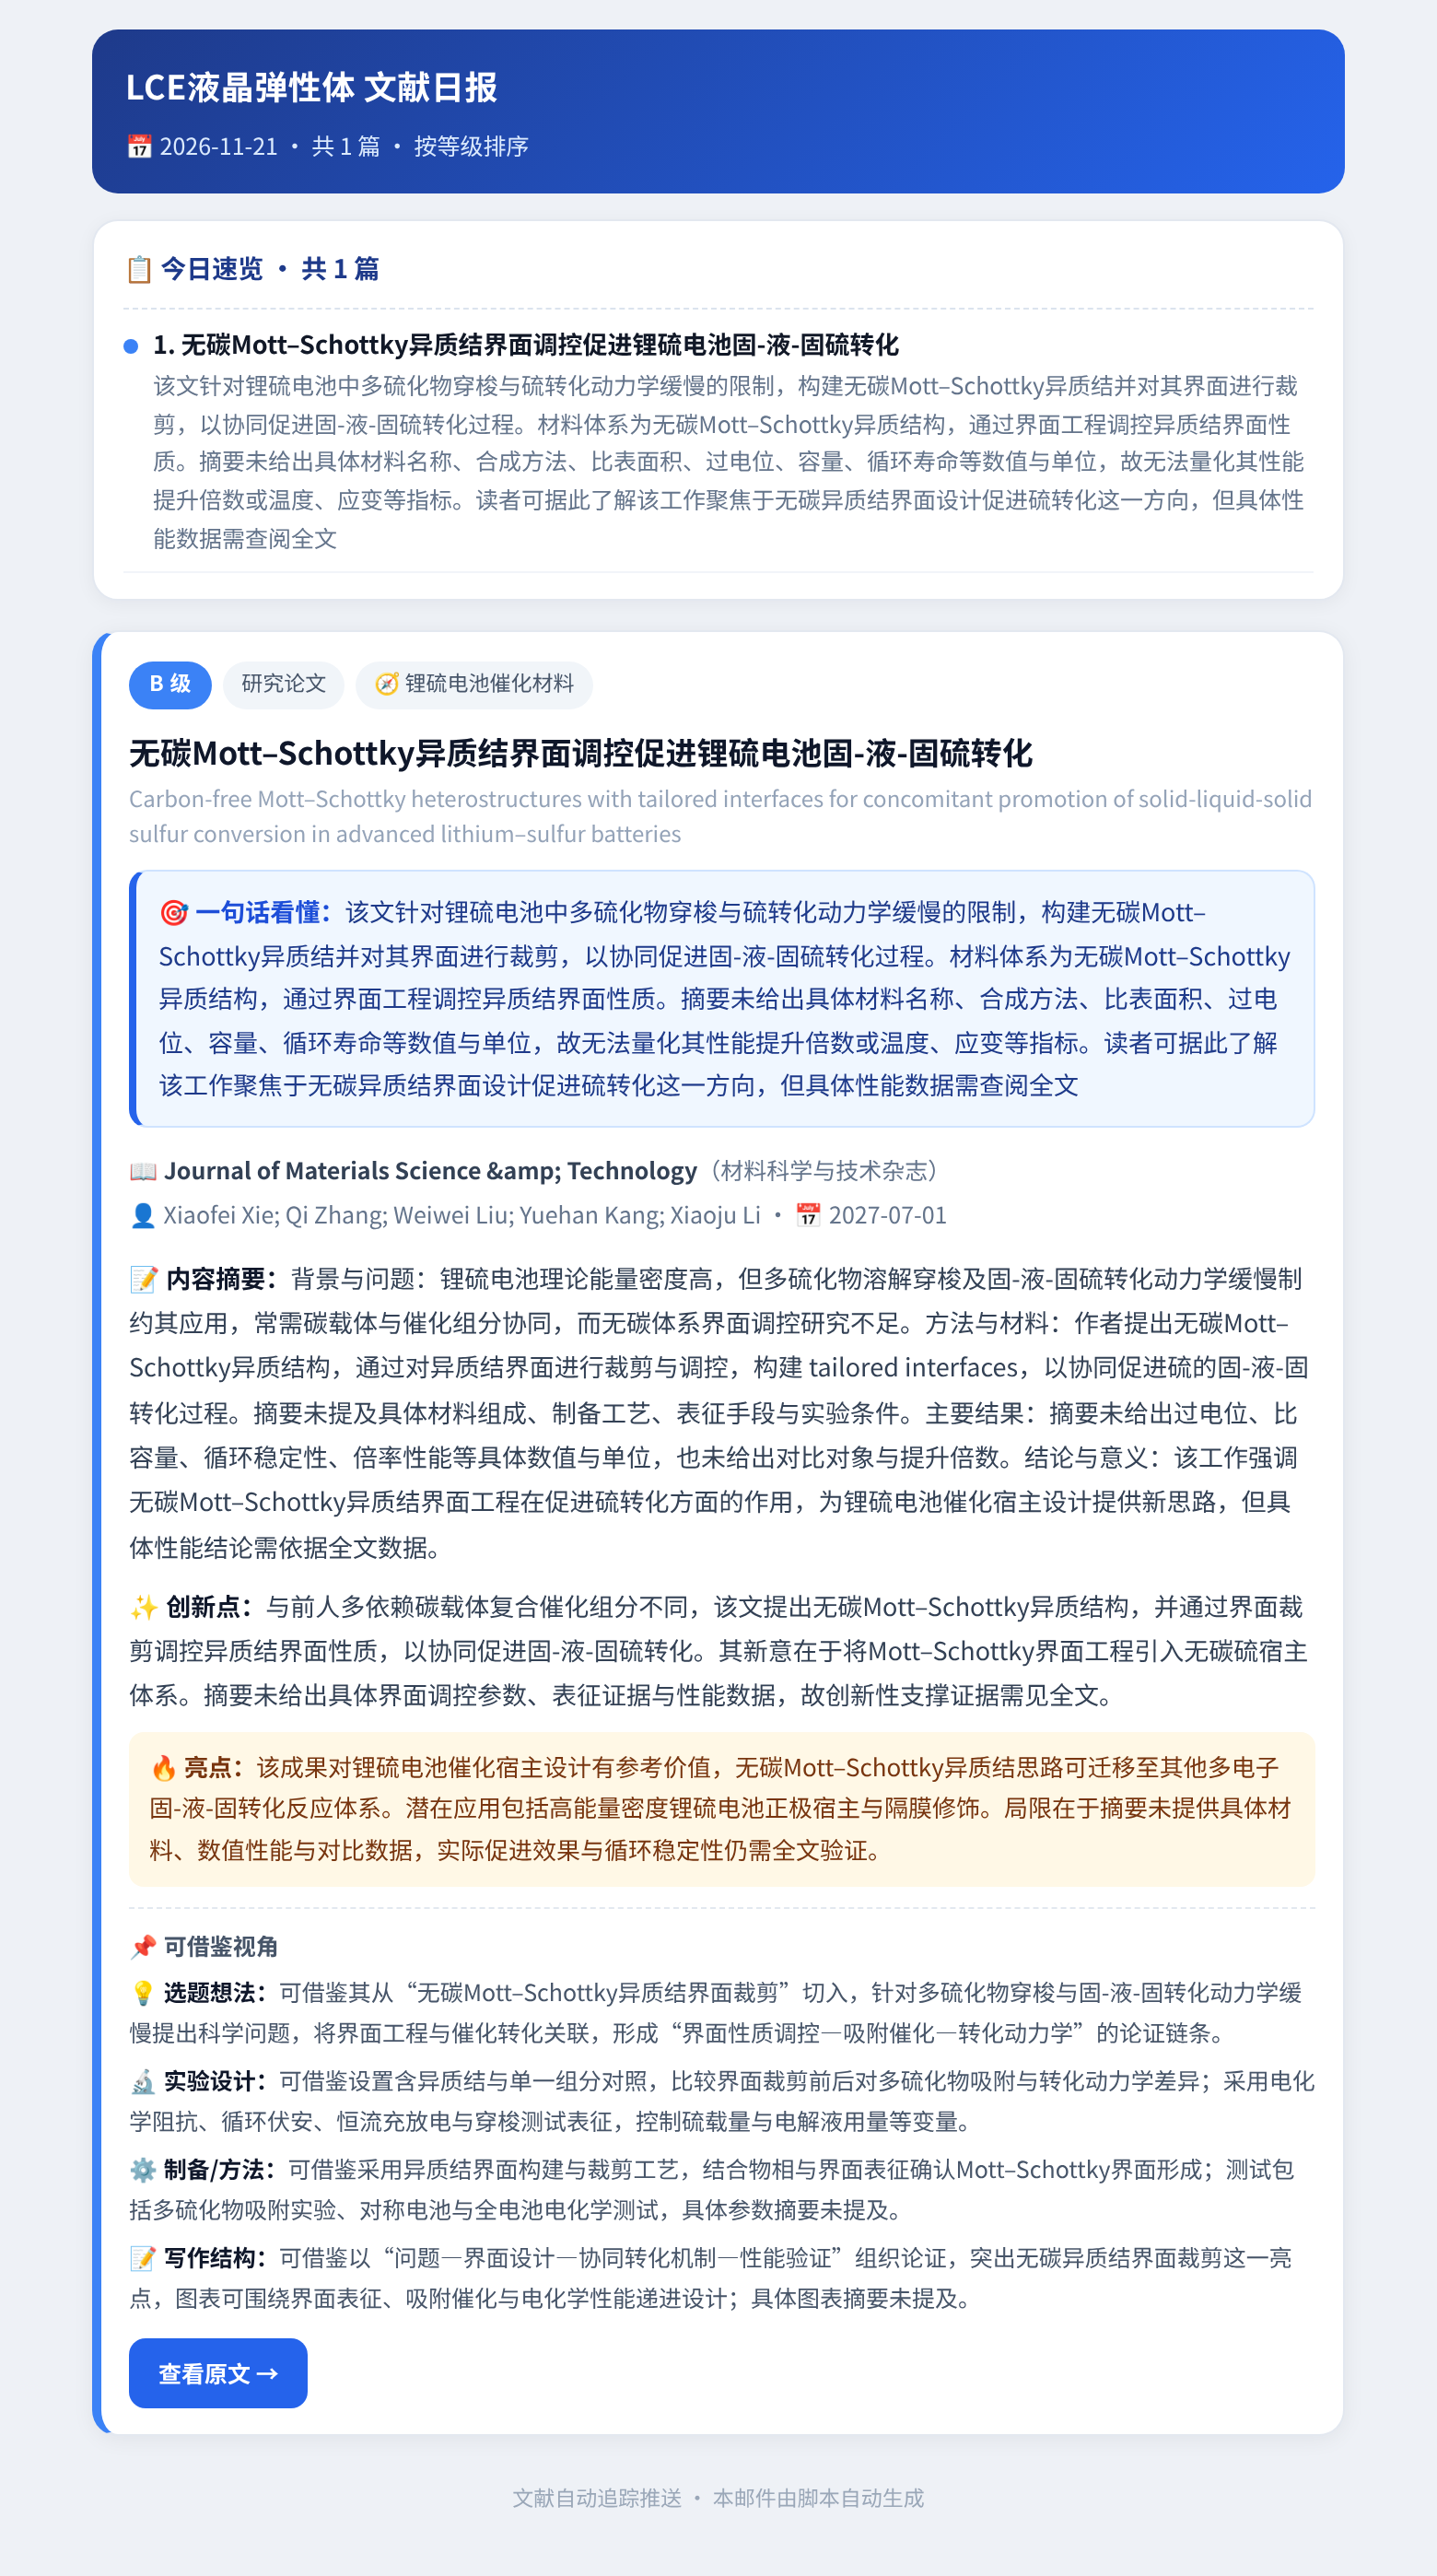 LCE液晶弹性体 文献日报
📅 2026-11-21 · 共 1 篇 · 按等级排序
📋 今日速览 · 共 1 篇
1. 无碳Mott–Schottky异质结界面调控促进锂硫电池固-液-固硫转化
该文针对锂硫电池中多硫化物穿梭与硫转化动力学缓慢的限制，构建无碳Mott–Schottky异质结并对其界面进行裁
剪，以协同促进固-液-固硫转化过程。材料体系为无碳Mott–Schottky异质结构，通过界面工程调控异质结界面性
质。摘要未给出具体材料名称、合成方法、比表面积、过电位、容量、循环寿命等数值与单位，故无法量化其性能
提升倍数或温度、应变等指标。读者可据此了解该工作聚焦于无碳异质结界面设计促进硫转化这一方向，但具体性
能数据需查阅全文
B 级
研究论文
🧭 锂硫电池催化材料
无碳Mott–Schottky异质结界面调控促进锂硫电池固-液-固硫转化
Carbon-free Mott–Schottky heterostructures with tailored interfaces for concomitant promotion of solid-liquid-solid
sulfur conversion in advanced lithium–sulfur batteries
🎯 一句话看懂：该文针对锂硫电池中多硫化物穿梭与硫转化动力学缓慢的限制，构建无碳Mott–
Schottky异质结并对其界面进行裁剪，以协同促进固-液-固硫转化过程。材料体系为无碳Mott–Schottky
异质结构，通过界面工程调控异质结界面性质。摘要未给出具体材料名称、合成方法、比表面积、过电
位、容量、循环寿命等数值与单位，故无法量化其性能提升倍数或温度、应变等指标。读者可据此了解
该工作聚焦于无碳异质结界面设计促进硫转化这一方向，但具体性能数据需查阅全文
📖 Journal of Materials Science &amp; Technology（材料科学与技术杂志）
👤 Xiaofei Xie; Qi Zhang; Weiwei Liu; Yuehan Kang; Xiaoju Li · 📅 2027-07-01
📝 内容摘要：背景与问题：锂硫电池理论能量密度高，但多硫化物溶解穿梭及固-液-固硫转化动力学缓慢制
约其应用，常需碳载体与催化组分协同，而无碳体系界面调控研究不足。方法与材料：作者提出无碳Mott–
Schottky异质结构，通过对异质结界面进行裁剪与调控，构建 tailored interfaces，以协同促进硫的固-液-固
转化过程。摘要未提及具体材料组成、制备工艺、表征手段与实验条件。主要结果：摘要未给出过电位、比
容量、循环稳定性、倍率性能等具体数值与单位，也未给出对比对象与提升倍数。结论与意义：该工作强调
无碳Mott–Schottky异质结界面工程在促进硫转化方面的作用，为锂硫电池催化宿主设计提供新思路，但具
体性能结论需依据全文数据。
✨ 创新点：与前人多依赖碳载体复合催化组分不同，该文提出无碳Mott–Schottky异质结构，并通过界面裁
剪调控异质结界面性质，以协同促进固-液-固硫转化。其新意在于将Mott–Schottky界面工程引入无碳硫宿主
体系。摘要未给出具体界面调控参数、表征证据与性能数据，故创新性支撑证据需见全文。
🔥 亮点：该成果对锂硫电池催化宿主设计有参考价值，无碳Mott–Schottky异质结思路可迁移至其他多电子
固-液-固转化反应体系。潜在应用包括高能量密度锂硫电池正极宿主与隔膜修饰。局限在于摘要未提供具体材
料、数值性能与对比数据，实际促进效果与循环稳定性仍需全文验证。
📌 可借鉴视角
💡 选题想法：可借鉴其从“无碳Mott–Schottky异质结界面裁剪”切入，针对多硫化物穿梭与固-液-固转化动力学缓
慢提出科学问题，将界面工程与催化转化关联，形成“界面性质调控—吸附催化—转化动力学”的论证链条。
🔬 实验设计：可借鉴设置含异质结与单一组分对照，比较界面裁剪前后对多硫化物吸附与转化动力学差异；采用电化
学阻抗、循环伏安、恒流充放电与穿梭测试表征，控制硫载量与电解液用量等变量。
⚙️ 制备/方法：可借鉴采用异质结界面构建与裁剪工艺，结合物相与界面表征确认Mott–Schottky界面形成；测试包
括多硫化物吸附实验、对称电池与全电池电化学测试，具体参数摘要未提及。
📝 写作结构：可借鉴以“问题—界面设计—协同转化机制—性能验证”组织论证，突出无碳异质结界面裁剪这一亮
点，图表可围绕界面表征、吸附催化与电化学性能递进设计；具体图表摘要未提及。
查看原文 →
文献自动追踪推送 · 本邮件由脚本自动生成